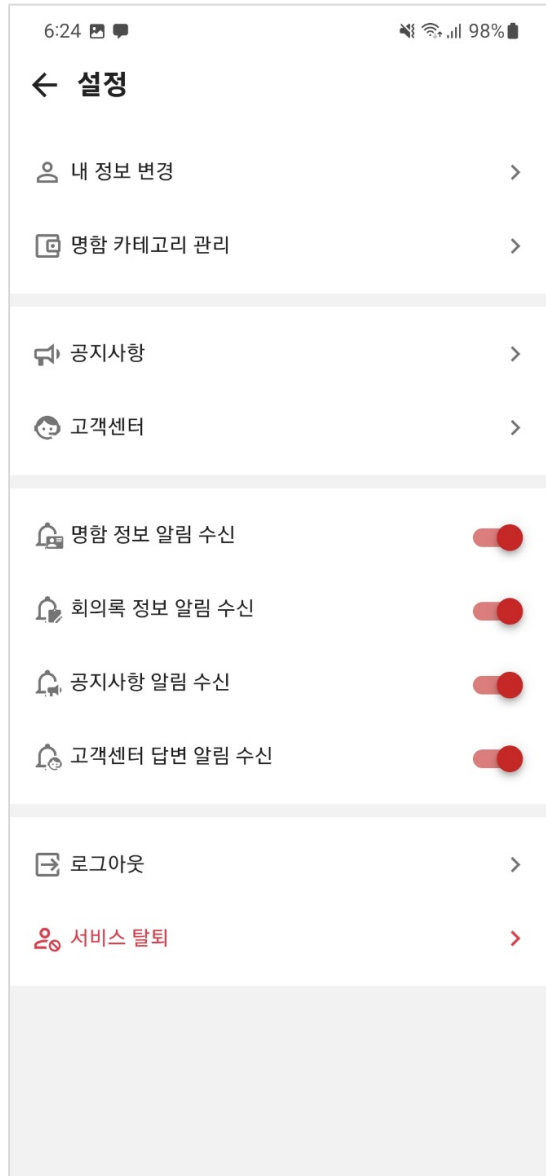 6:24 98%
설정
내 정보 변경
명함 카테고리 관리
공지사항
고객센터
명함 정보 알림 수신
회의록 정보 알림 수신
공지사항 알림 수신
고객센터 답변 알림 수신
로그아웃
서비스 탈퇴